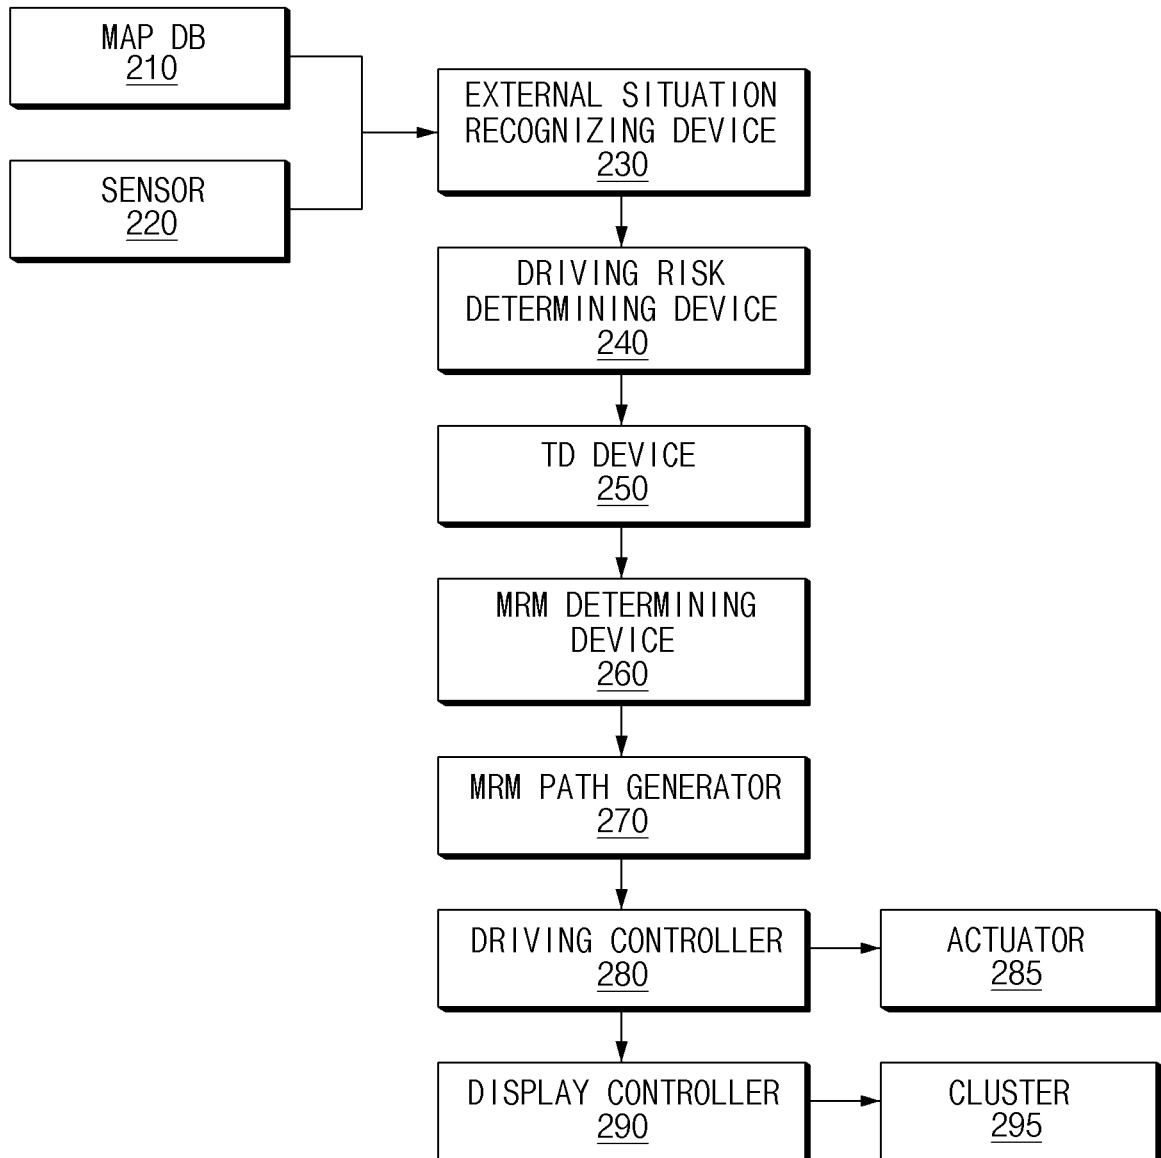 MAP DB
210
SENSOR
220
EXTERNAL SITUATION
RECOGNIZING DEVICE
230
DRIVING RISK
DETERMINING DEVICE
240
TD DEVICE
250
MRM DETERMINING
DEVICE
260
MRM PATH GENERATOR
270
DRIVING CONTROLLER
280
ACTUATOR
285
DISPLAY CONTROLLER
290
CLUSTER
295